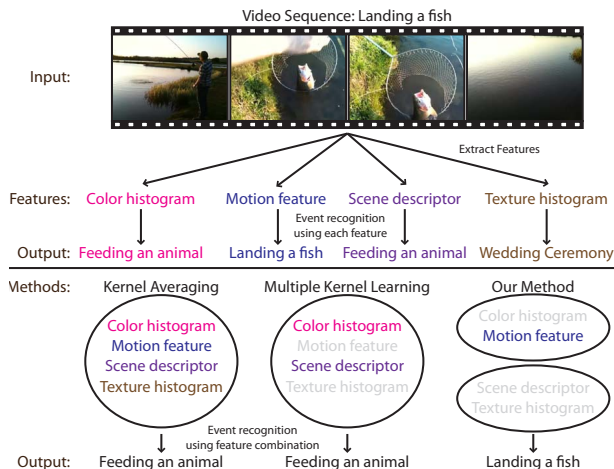 Video Sequence: Landing a fish
Input:
Extract Features
Features: Color histogram Motion feature Scene descriptor Texture histogram
Event recognition
using each feature
Output: Feeding an animal Landing a fish Feeding an animal Wedding Ceremony
Methods: Kernel Averaging Multiple Kernel Learning Our Method
Color histogram
Motion feature
Scene descriptor
Texture histogram
Color histogram
Motion feature
Scene descriptor
Texture histogram
Color histogram
Motion feature
Scene descriptor
Texture histogram
Event recognition
using feature combination
Output: Feeding an animal Feeding an animal Landing a fish